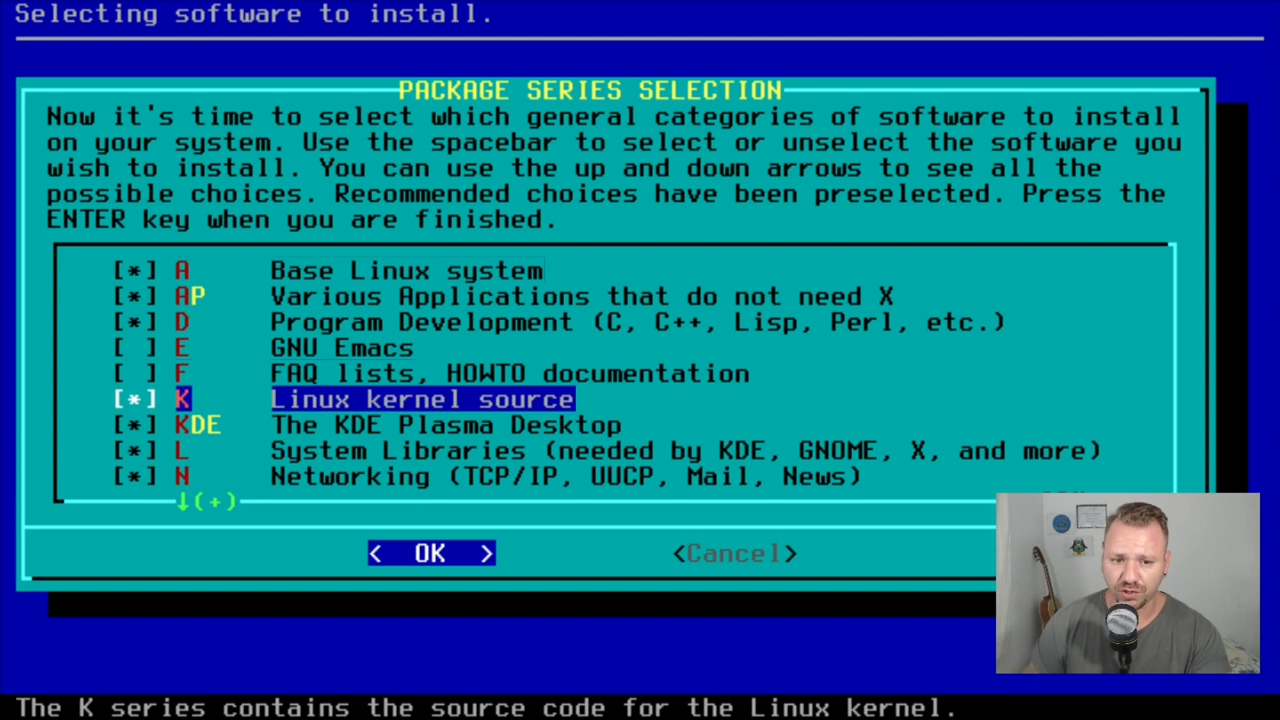 Selecting software to install.
PACKAGE SERIES SELECTION
Now it's time to select which general categories of software to install
on your system. Use the spacebar to select or unselect the software you
wish to install. You can use the up and down arrows to see all the
possible choices. Recommended choices have been preselected. Press the
ENTER key when you are finished.
[*] A Base Linux system
[*] AP Various Applications that do not need X
[*] D Program Development (C, C++, Lisp, Perl, etc.)
[ ] E GNU Emacs
[ ] F FAQ lists, HOWTO documentation
[*] K Linux kernel source
[*] KDE The KDE Plasma Desktop
[*] L System Libraries (needed by KDE, GNOME, X, and more)
[*] N Networking (TCP/IP, UUCP, Mail, News)
↓(+)
< OK > <Cancel>
The K series contains the source code for the Linux kernel.